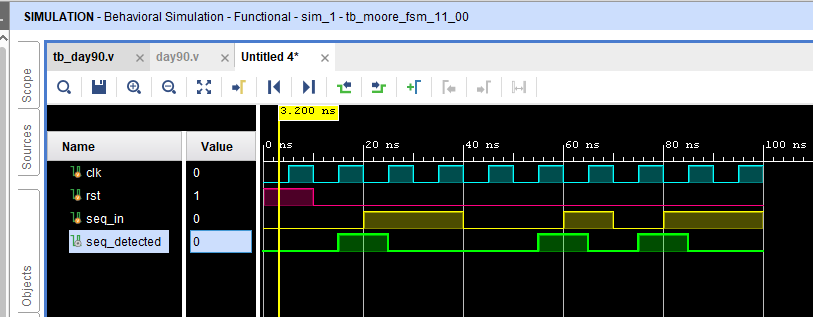 SIMULATION - Behavioral Simulation - Functional - sim_1 - tb_moore_fsm_11_00
tb_day90.v
day90.v
Untitled 4*
Scope
Sources
Objects
3.200 ns
Name Value
0 ns 20 ns 40 ns 60 ns 80 ns 100 ns
clk 0
rst 1
seq_in 0
seq_detected 0